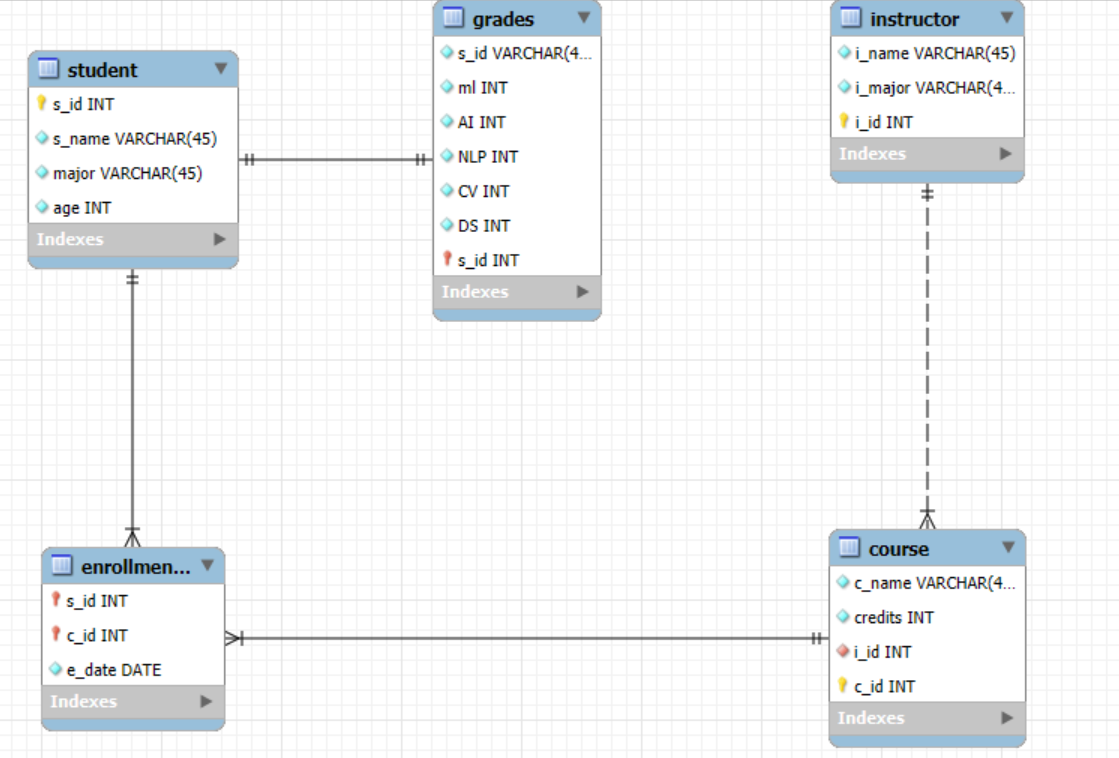 student
s_id INT
s_name VARCHAR(45)
major VARCHAR(45)
age INT
Indexes
grades
s_id VARCHAR(4...
ml INT
AI INT
NLP INT
CV INT
DS INT
s_id INT
Indexes
instructor
i_name VARCHAR(45)
i_major VARCHAR(4...
i_id INT
Indexes
enrollmen...
s_id INT
c_id INT
e_date DATE
Indexes
course
c_name VARCHAR(4...
credits INT
i_id INT
c_id INT
Indexes